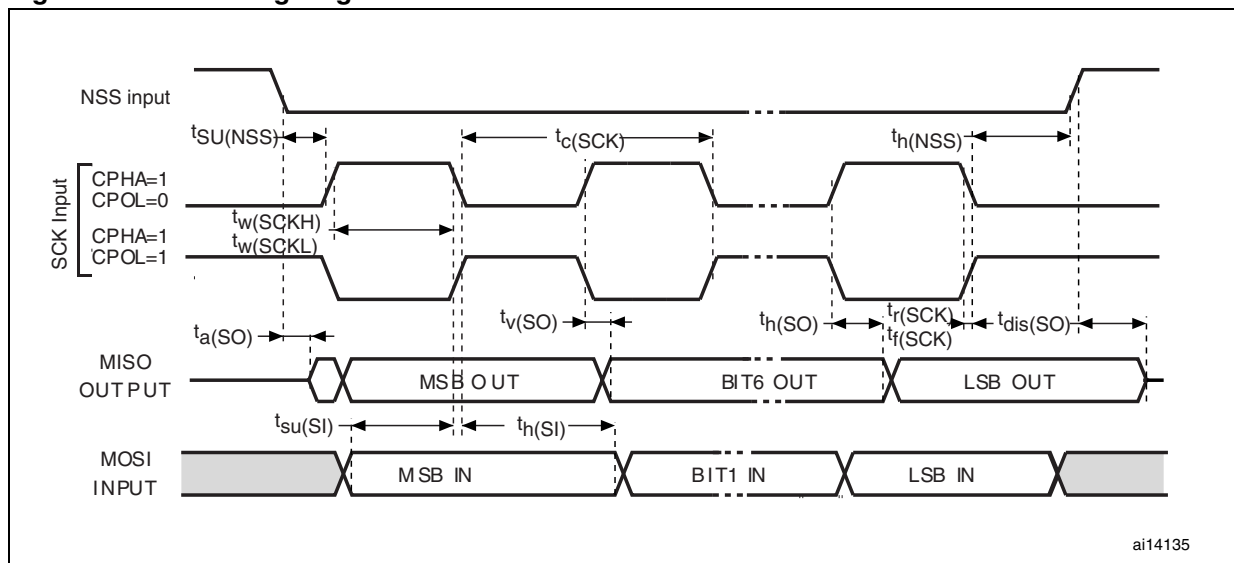 NSS input
tSU(NSS)
tc(SCK)
th(NSS)
SCK Input
CPHA=1
CPOL=0
tw(SCKH)
tw(SCKL)
CPHA=1
CPOL=1
ta(SO)
tv(SO)
th(SO)
tr(SCK)
tf(SCK)
tdis(SO)
MISO
OUTPUT
MSB OUT
BIT6 OUT
LSB OUT
tsu(SI)
th(SI)
MOSI
INPUT
MSB IN
BIT1 IN
LSB IN
ai14135